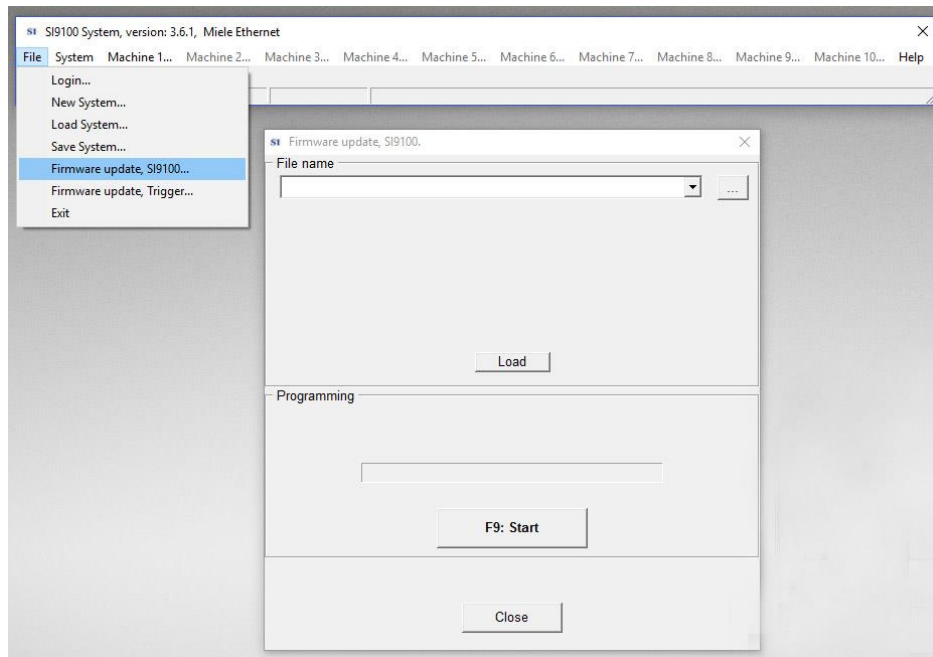 SI SI9100 System, version: 3.6.1, Miele Ethernet
File System Machine 1... Machine 2... Machine 3... Machine 4... Machine 5... Machine 6... Machine 7... Machine 8... Machine 9... Machine 10... Help
Login...
New System...
Load System...
Save System...
Firmware update, SI9100...
Firmware update, Trigger...
Exit
SI Firmware update, SI9100.
File name
...
Load
Programming
F9: Start
Close